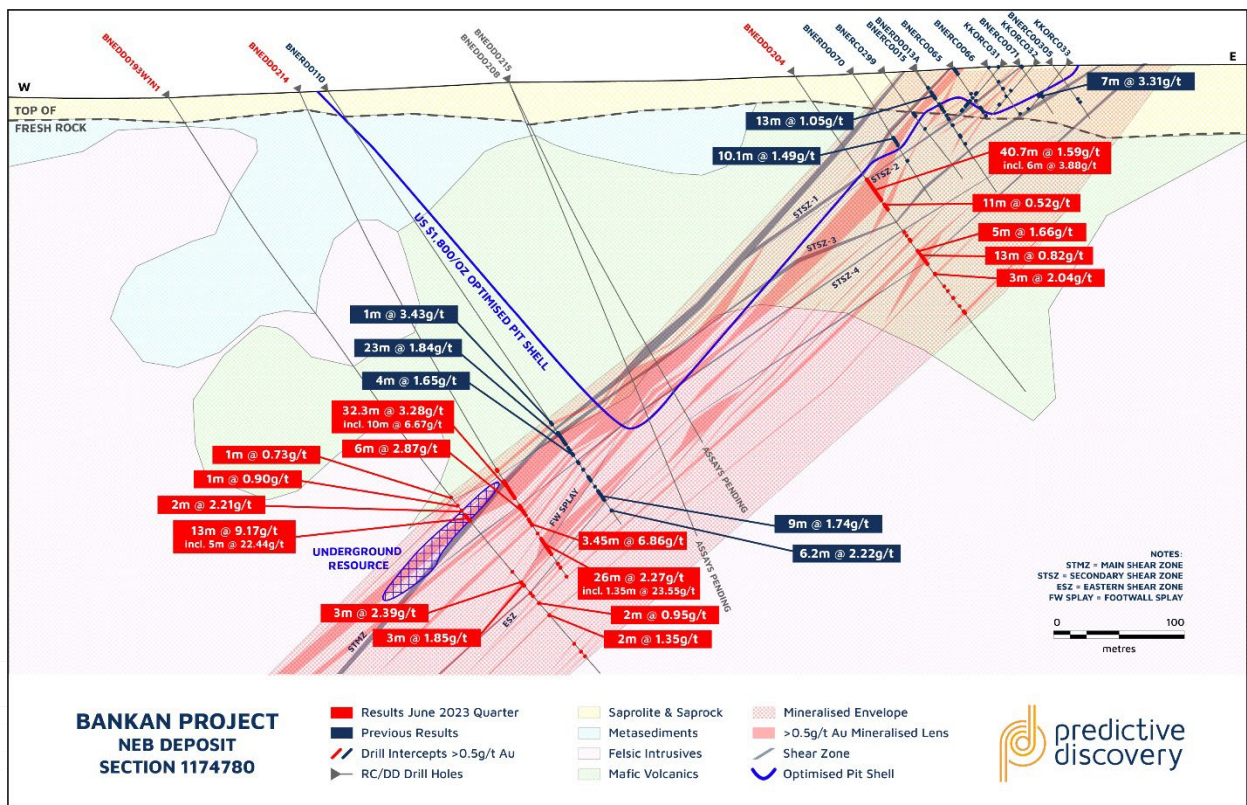 W
E
BNEDD0193W1N1
BNEDD0214
BNERD0110
BNEDD0208
BNEDD0215
BNEDD0204
BNERD0070
BNERC0299
BNERC0015
BNERD0013A
BNERC0065
BNERC0066
KKORC031
BNERC0071
KKORC032
BNERC00305
KKORC033
TOP OF
FRESH ROCK
7m @ 3.31g/t
13m @ 1.05g/t
10.1m @ 1.49g/t
40.7m @ 1.59g/t
incl. 6m @ 3.88g/t
11m @ 0.52g/t
5m @ 1.66g/t
13m @ 0.82g/t
3m @ 2.04g/t
STSZ-1
STSZ-2
STSZ-3
STSZ-4
US $1,800/OZ OPTIMISED PIT SHELL
1m @ 3.43g/t
23m @ 1.84g/t
4m @ 1.65g/t
32.3m @ 3.28g/t
incl. 10m @ 6.67g/t
6m @ 2.87g/t
1m @ 0.73g/t
1m @ 0.90g/t
2m @ 2.21g/t
13m @ 9.17g/t
incl. 5m @ 22.44g/t
UNDERGROUND
RESOURCE
FW SPLAY
ASSAYS PENDING
ASSAYS PENDING
9m @ 1.74g/t
6.2m @ 2.22g/t
3.45m @ 6.86g/t
26m @ 2.27g/t
incl. 1.35m @ 23.55g/t
3m @ 2.39g/t
3m @ 1.85g/t
2m @ 0.95g/t
2m @ 1.35g/t
STMZ
ESZ
NOTES:
STMZ = MAIN SHEAR ZONE
STSZ = SECONDARY SHEAR ZONE
ESZ = EASTERN SHEAR ZONE
FW SPLAY = FOOTWALL SPLAY
0 100
metres
BANKAN PROJECT
NEB DEPOSIT
SECTION 1174780
Results June 2023 Quarter
Previous Results
Drill Intercepts >0.5g/t Au
RC/DD Drill Holes
Saprolite & Saprock
Metasediments
Felsic Intrusives
Mafic Volcanics
Mineralised Envelope
>0.5g/t Au Mineralised Lens
Shear Zone
Optimised Pit Shell
predictive
discovery